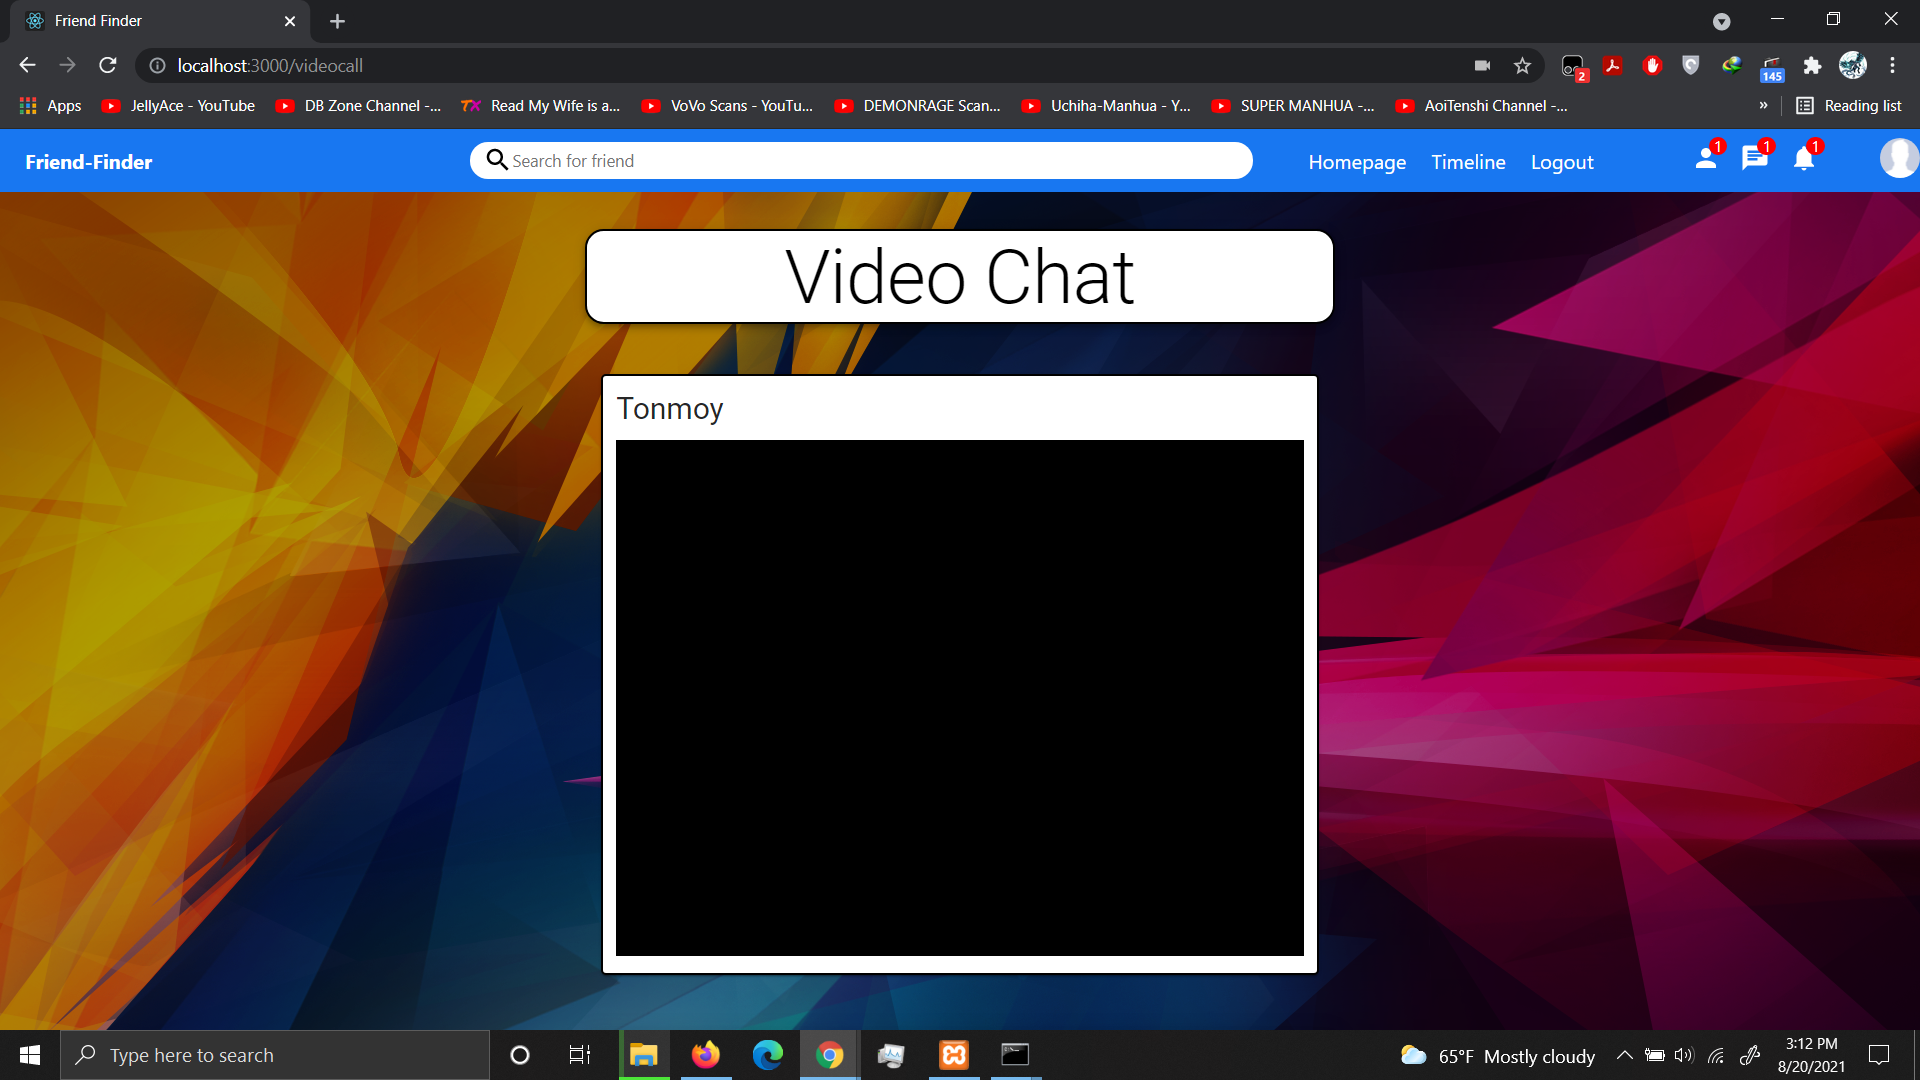 Friend Finder
localhost:3000/videocall
2
145
Apps
JellyAce - YouTube
DB Zone Channel -...
TX
Read My Wife is a...
VoVo Scans - YouTu...
DEMONRAGE Scan...
Uchiha-Manhua - Y...
SUPER MANHUA -...
AoiTenshi Channel -...
»
Reading list
Friend-Finder
Search for friend
Homepage
Timeline
Logout
1
1
1
Video Chat
Tonmoy
Type here to search
65°F Mostly cloudy
3:12 PM
8/20/2021